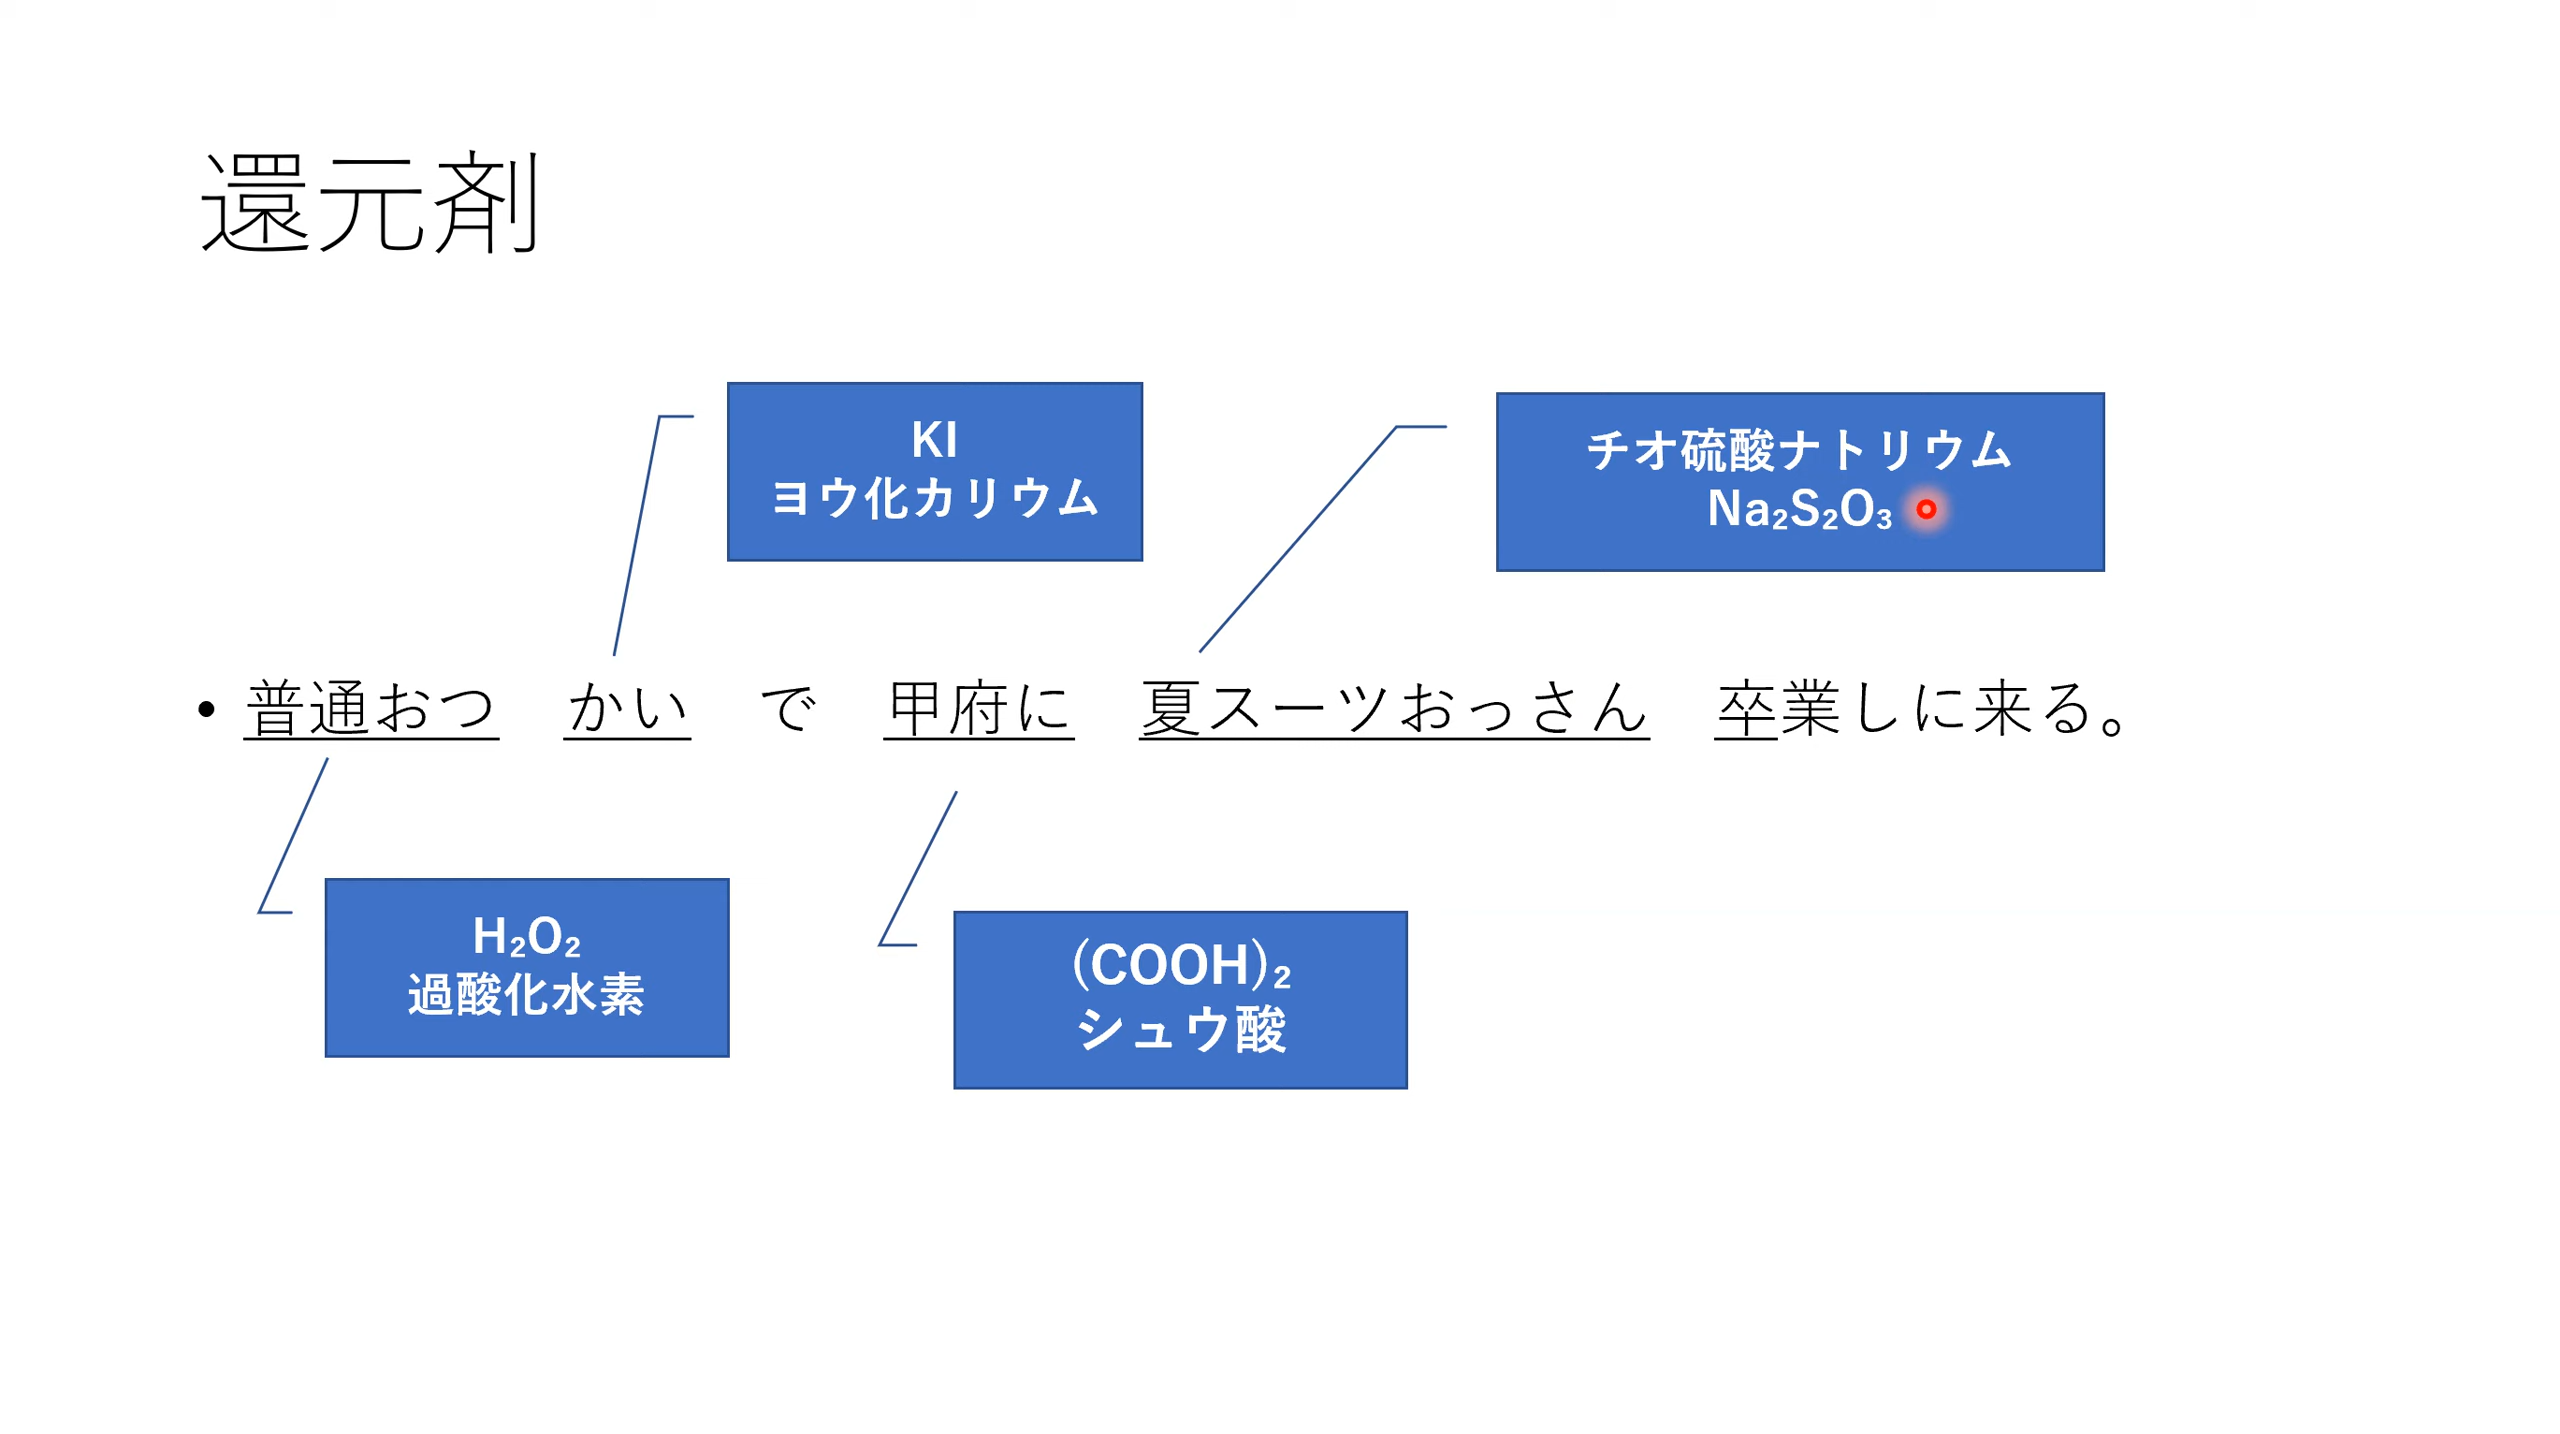 還元剤
KI
ヨウ化カリウム
チオ硫酸ナトリウム
Na₂S₂O₃
• 普通おつ　かい　で　甲府に　夏スーツおっさん　卒業しに来る。
H₂O₂
過酸化水素
(COOH)₂
シュウ酸